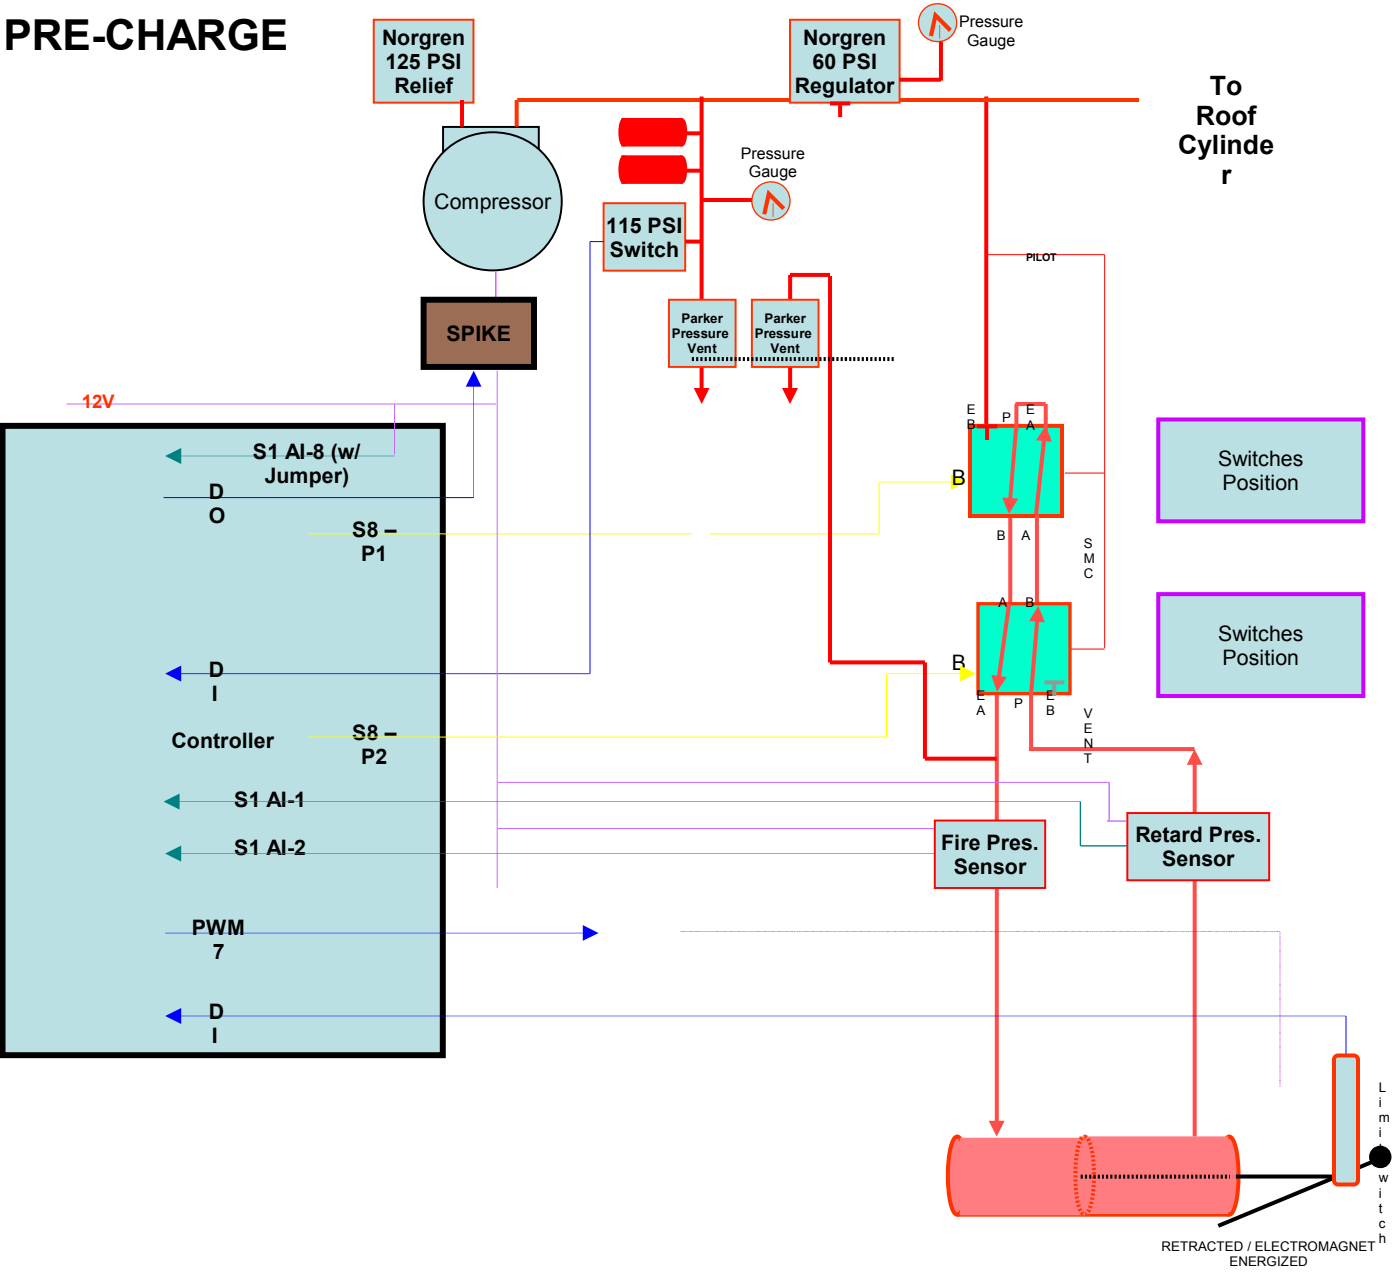 PRE-CHARGE
Norgren
125 PSI
Relief
Norgren
60 PSI
Regulator
Pressure
Gauge
To
Roof
Cylinde
r
Pressure
Gauge
Compressor
115 PSI
Switch
PILOT
SPIKE
Parker
Pressure
Vent
Parker
Pressure
Vent
12V
E
B
P
E
A
S1 AI-8 (w/
Jumper)
D
O
B
Switches
Position
S8 –
P1
B
A
S
M
C
A
B
Switches
Position
D
I
B
E
A
P
E
B
V
E
N
T
Controller
S8 –
P2
S1 AI-1
S1 AI-2
Fire Pres.
Sensor
Retard Pres.
Sensor
PWM
7
D
I
L
i
m
i
w
i
t
c
h
RETRACTED / ELECTROMAGNET
ENERGIZED